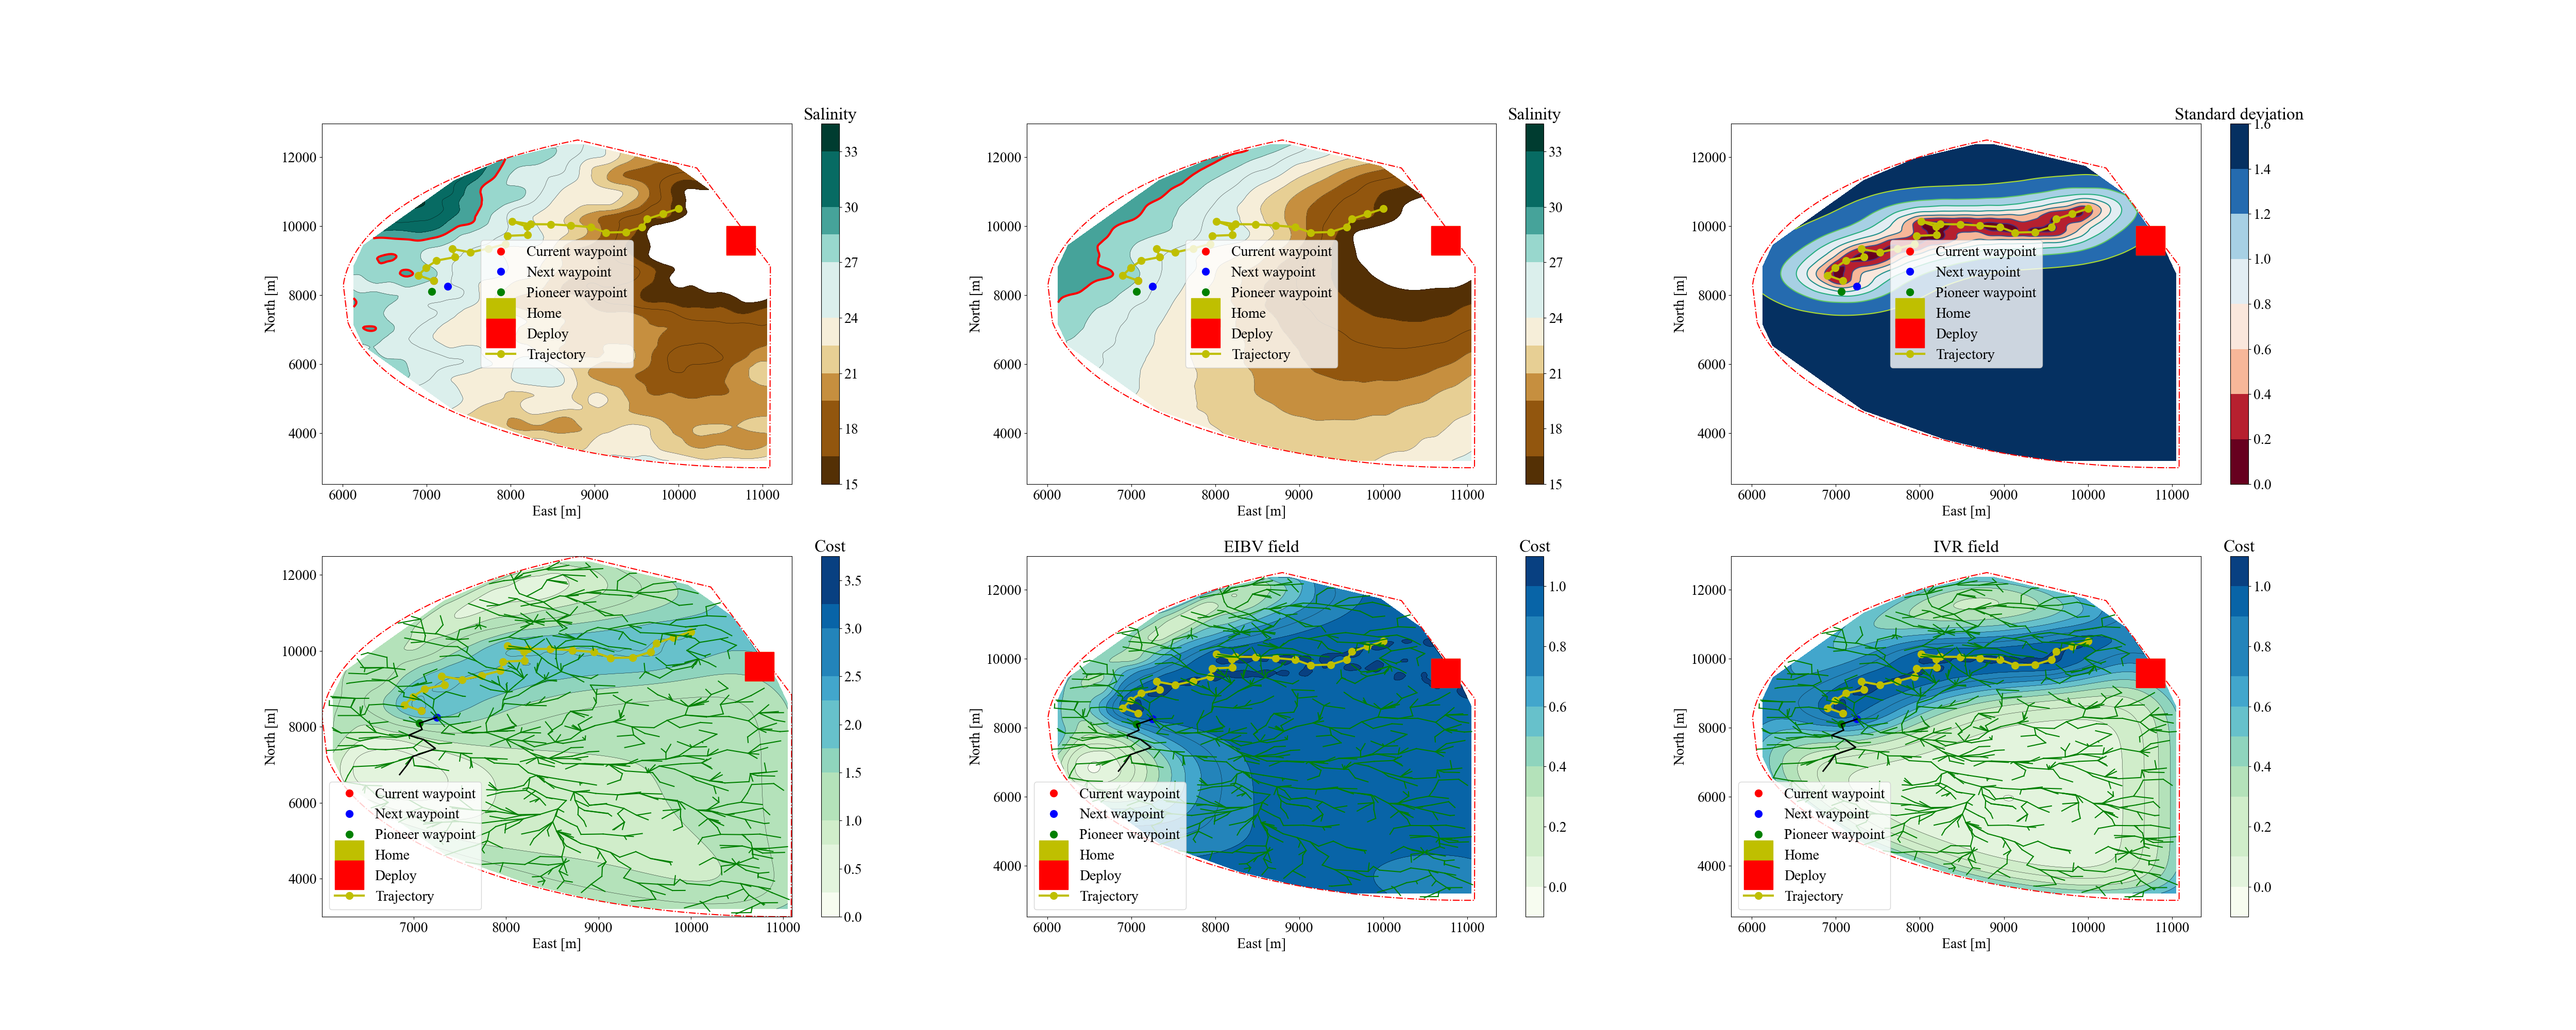 Salinity
12000
10000
8000
6000
4000
North [m]
6000 7000 8000 9000 10000 11000
East [m]
33
30
27
24
21
18
15
Current waypoint
Next waypoint
Pioneer waypoint
Home
Deploy
Trajectory
Salinity
12000
10000
8000
6000
4000
North [m]
6000 7000 8000 9000 10000 11000
East [m]
33
30
27
24
21
18
15
Current waypoint
Next waypoint
Pioneer waypoint
Home
Deploy
Trajectory
Standard deviation
12000
10000
8000
6000
4000
North [m]
6000 7000 8000 9000 10000 11000
East [m]
1.6
1.4
1.2
1.0
0.8
0.6
0.4
0.2
0.0
Current waypoint
Next waypoint
Pioneer waypoint
Home
Deploy
Trajectory
Cost
12000
10000
8000
6000
4000
North [m]
7000 8000 9000 10000 11000
East [m]
3.5
3.0
2.5
2.0
1.5
1.0
0.5
0.0
Current waypoint
Next waypoint
Pioneer waypoint
Home
Deploy
Trajectory
EIBV field
Cost
12000
10000
8000
6000
4000
North [m]
6000 7000 8000 9000 10000 11000
East [m]
1.0
0.8
0.6
0.4
0.2
0.0
Current waypoint
Next waypoint
Pioneer waypoint
Home
Deploy
Trajectory
IVR field
Cost
12000
10000
8000
6000
4000
North [m]
6000 7000 8000 9000 10000 11000
East [m]
1.0
0.8
0.6
0.4
0.2
0.0
Current waypoint
Next waypoint
Pioneer waypoint
Home
Deploy
Trajectory